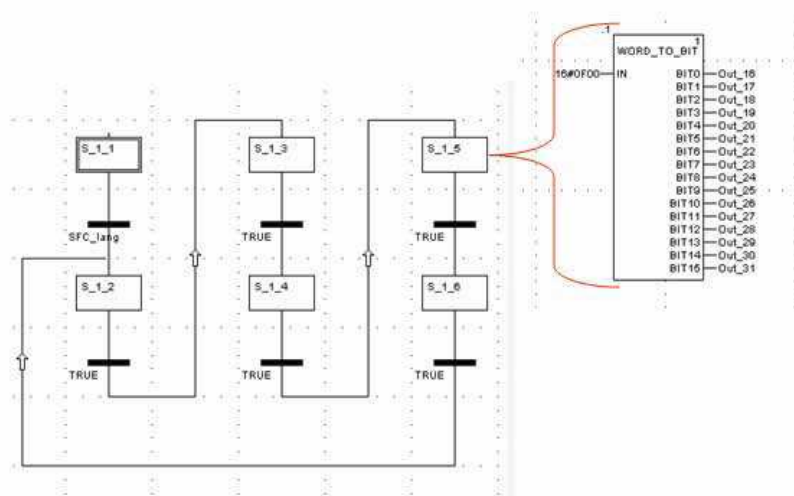 S_1_1
SFC_lang
S_1_2
TRUE
S_1_3
TRUE
S_1_4
TRUE
S_1_5
TRUE
S_1_6
TRUE
.1
1
WORD_TO_BIT
16#0F00 IN BIT0 Out_16
BIT1 Out_17
BIT2 Out_18
BIT3 Out_19
BIT4 Out_20
BIT5 Out_21
BIT6 Out_22
BIT7 Out_23
BIT8 Out_24
BIT9 Out_25
BIT10 Out_26
BIT11 Out_27
BIT12 Out_28
BIT13 Out_29
BIT14 Out_30
BIT15 Out_31